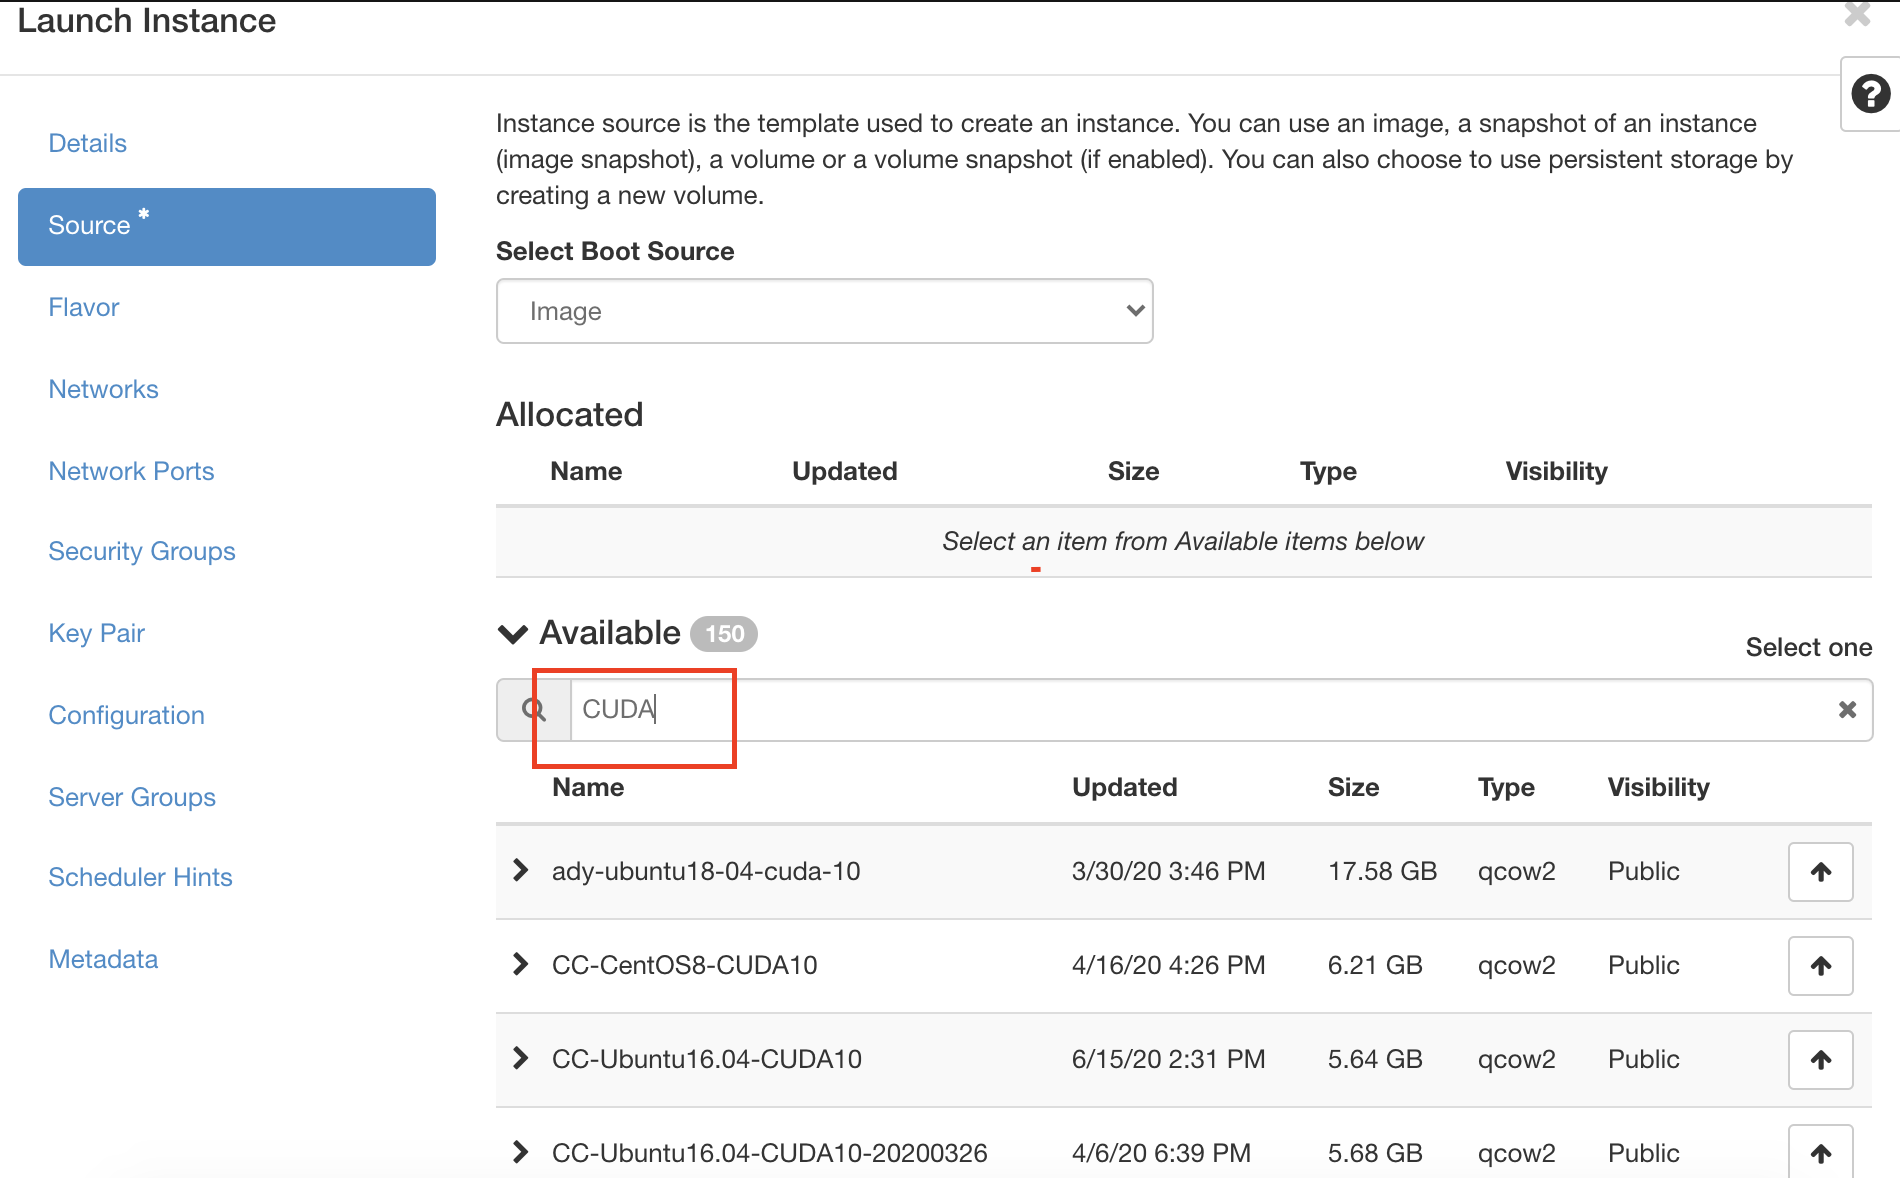 Launch Instance
Details
Source *
Flavor
Networks
Network Ports
Security Groups
Key Pair
Configuration
Server Groups
Scheduler Hints
Metadata
Instance source is the template used to create an instance. You can use an image, a snapshot of an instance
(image snapshot), a volume or a volume snapshot (if enabled). You can also choose to use persistent storage by
creating a new volume.
Select Boot Source
Image
Allocated
Name Updated Size Type Visibility
Select an item from Available items below
Available 150
Select one
CUDA
Name Updated Size Type Visibility
ady-ubuntu18-04-cuda-10 3/30/20 3:46 PM 17.58 GB qcow2 Public
CC-CentOS8-CUDA10 4/16/20 4:26 PM 6.21 GB qcow2 Public
CC-Ubuntu16.04-CUDA10 6/15/20 2:31 PM 5.64 GB qcow2 Public
CC-Ubuntu16.04-CUDA10-20200326 4/6/20 6:39 PM 5.68 GB qcow2 Public